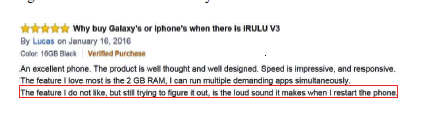 Why buy Galaxy's or Iphone's when there is IRULU V3
By Lucas on January 16, 2016
Color: 16GB Black Verified Purchase
An excellent phone. The product is well thought and well designed. Speed is impressive, and responsive.
The feature I love most is the 2 GB RAM, I can run multiple demanding apps simultaneously.
The feature I do not like, but still trying to figure it out, is the loud sound it makes when I restart the phone.